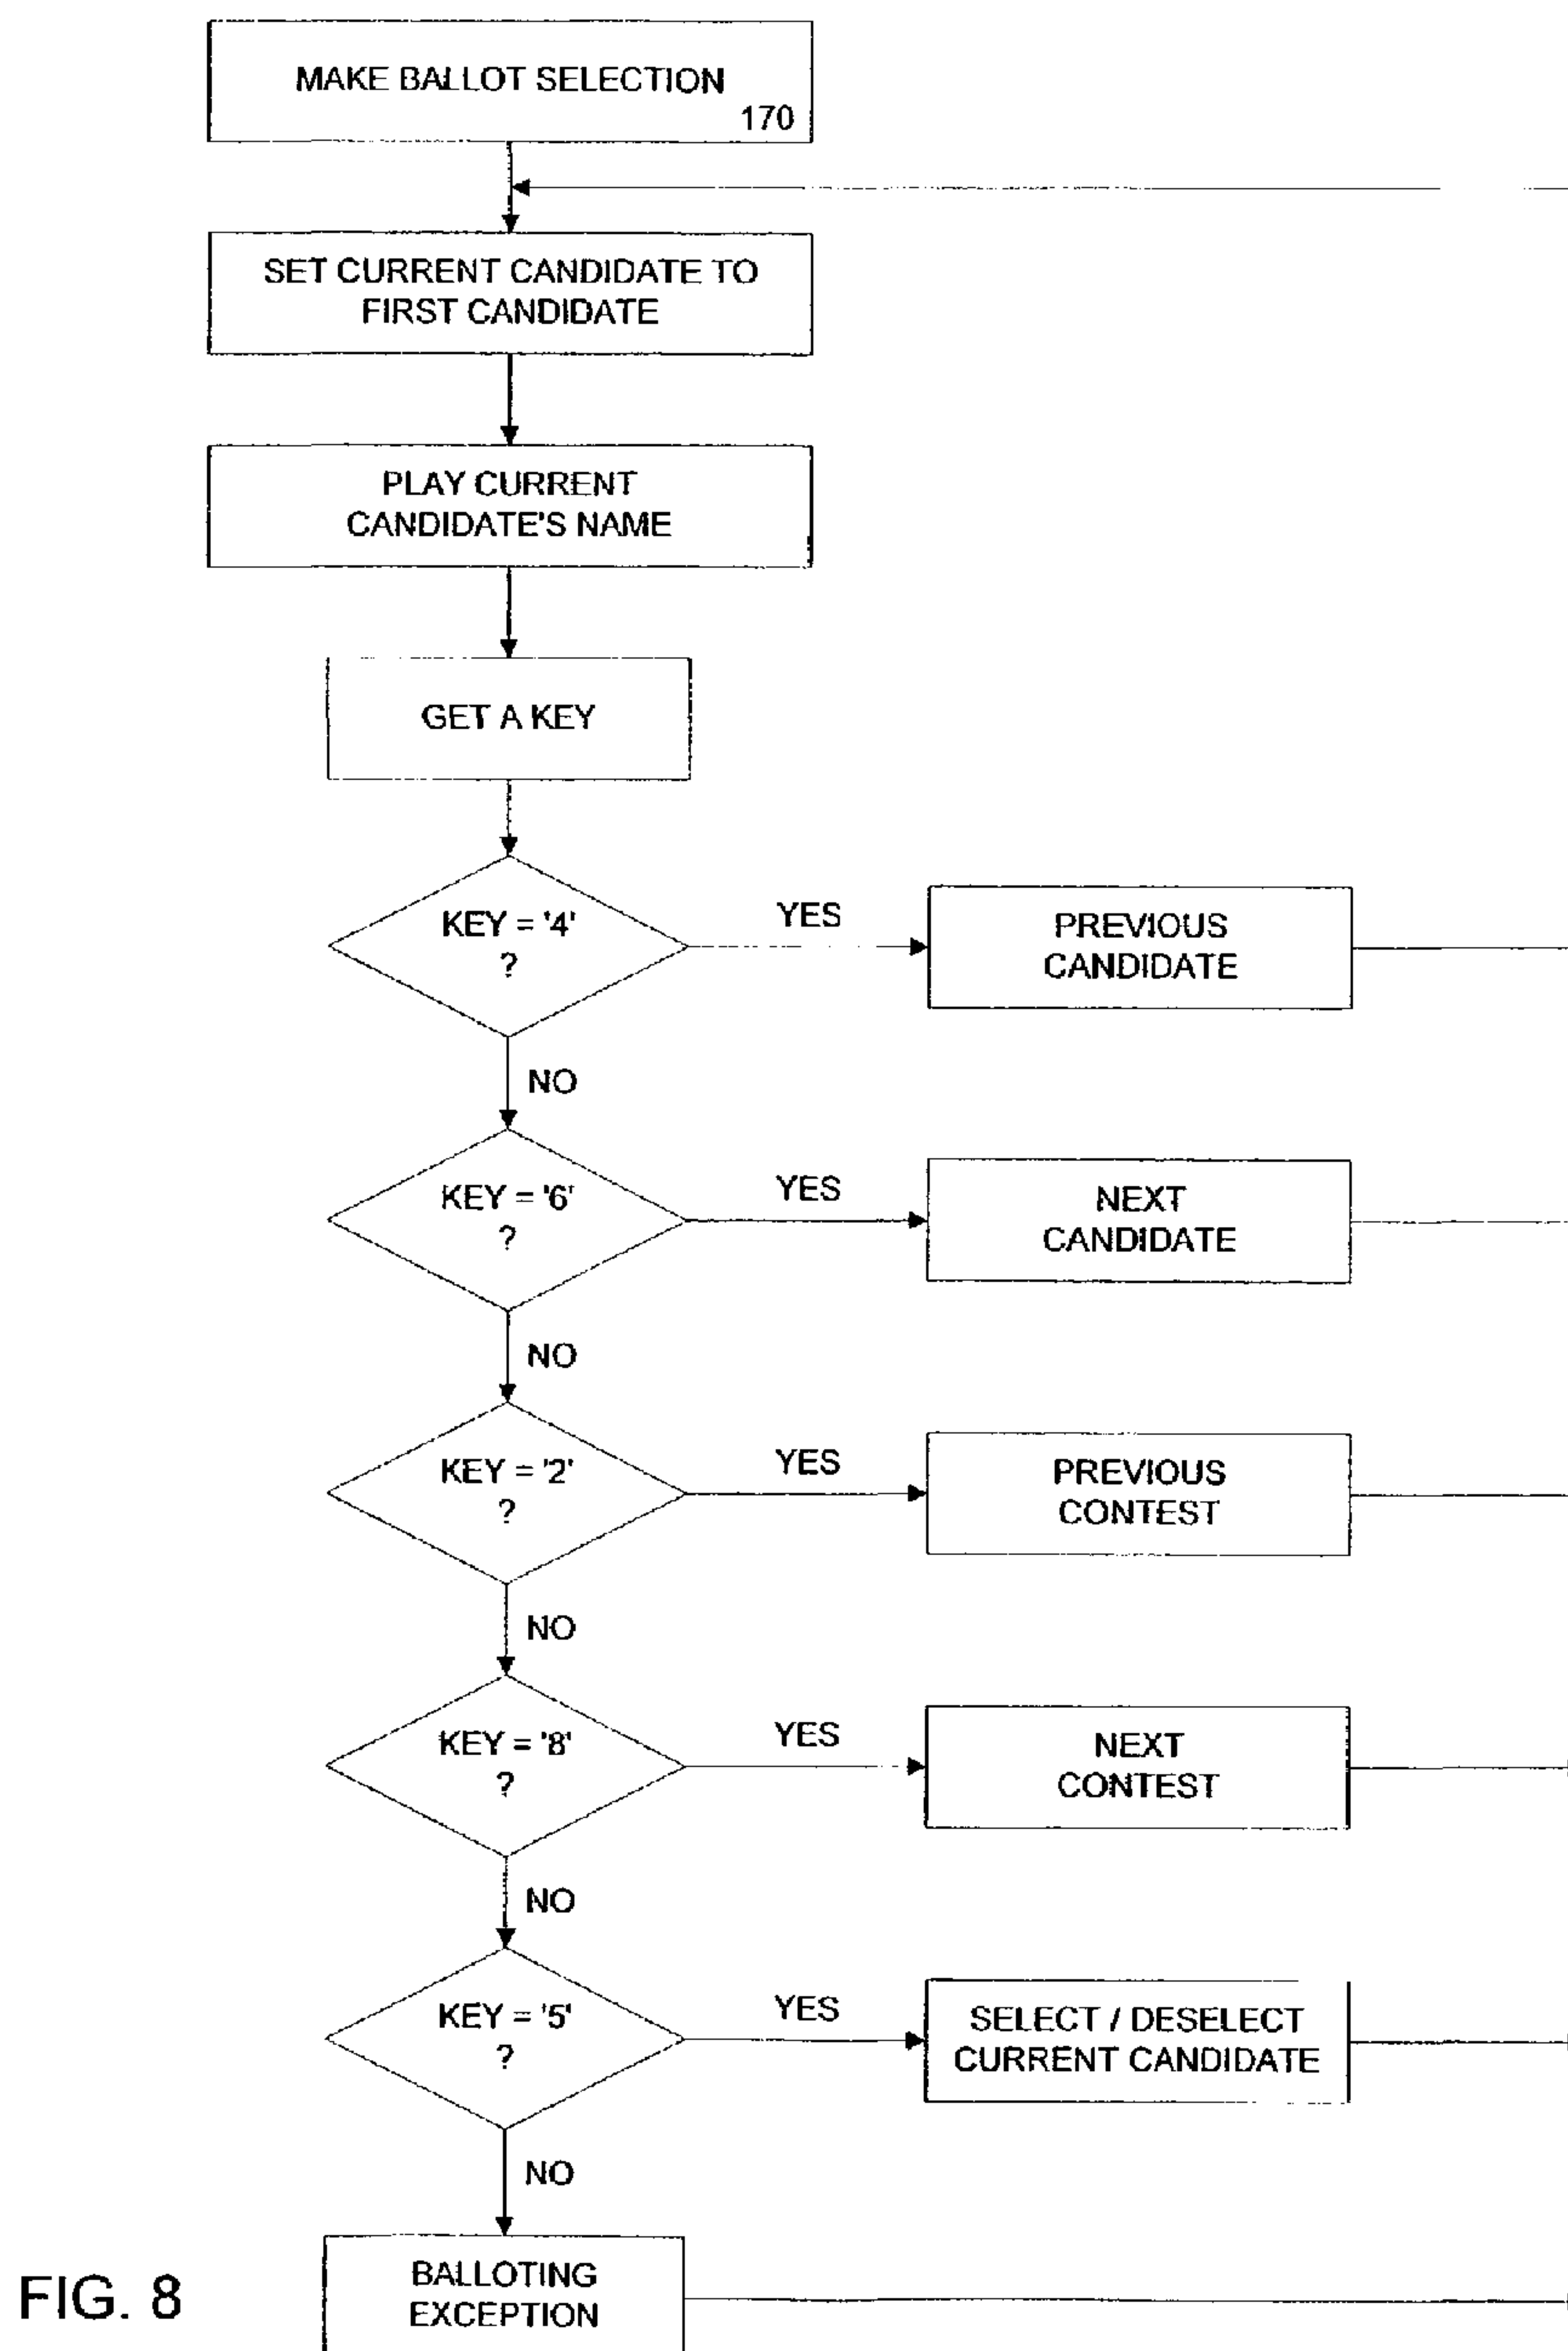 MAKE BALLOT SELECTION
170
SET CURRENT CANDIDATE TO
FIRST CANDIDATE
PLAY CURRENT
CANDIDATE'S NAME
GET A KEY
KEY = '4'
?
YES
PREVIOUS
CANDIDATE
NO
KEY = '6'
?
YES
NEXT
CANDIDATE
NO
KEY = '2'
?
YES
PREVIOUS
CONTEST
NO
KEY = '8'
?
YES
NEXT
CONTEST
NO
KEY = '5'
?
YES
SELECT / DESELECT
CURRENT CANDIDATE
NO
BALLOTING
EXCEPTION
FIG. 8